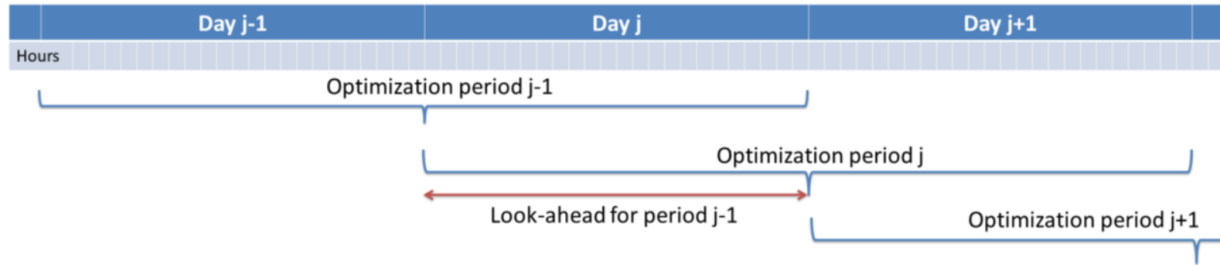 Day j-1 Day j Day j+1
Hours
Optimization period j-1
Optimization period j
Look-ahead for period j-1
Optimization period j+1